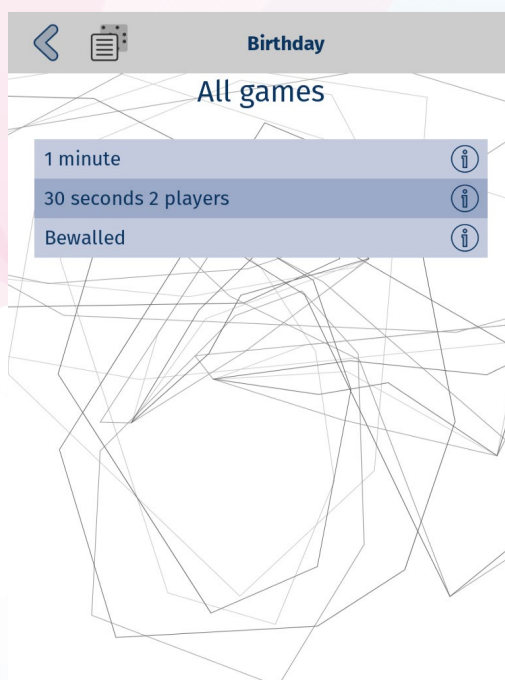 Birthday
All games
1 minute
30 seconds 2 players
Bewalled